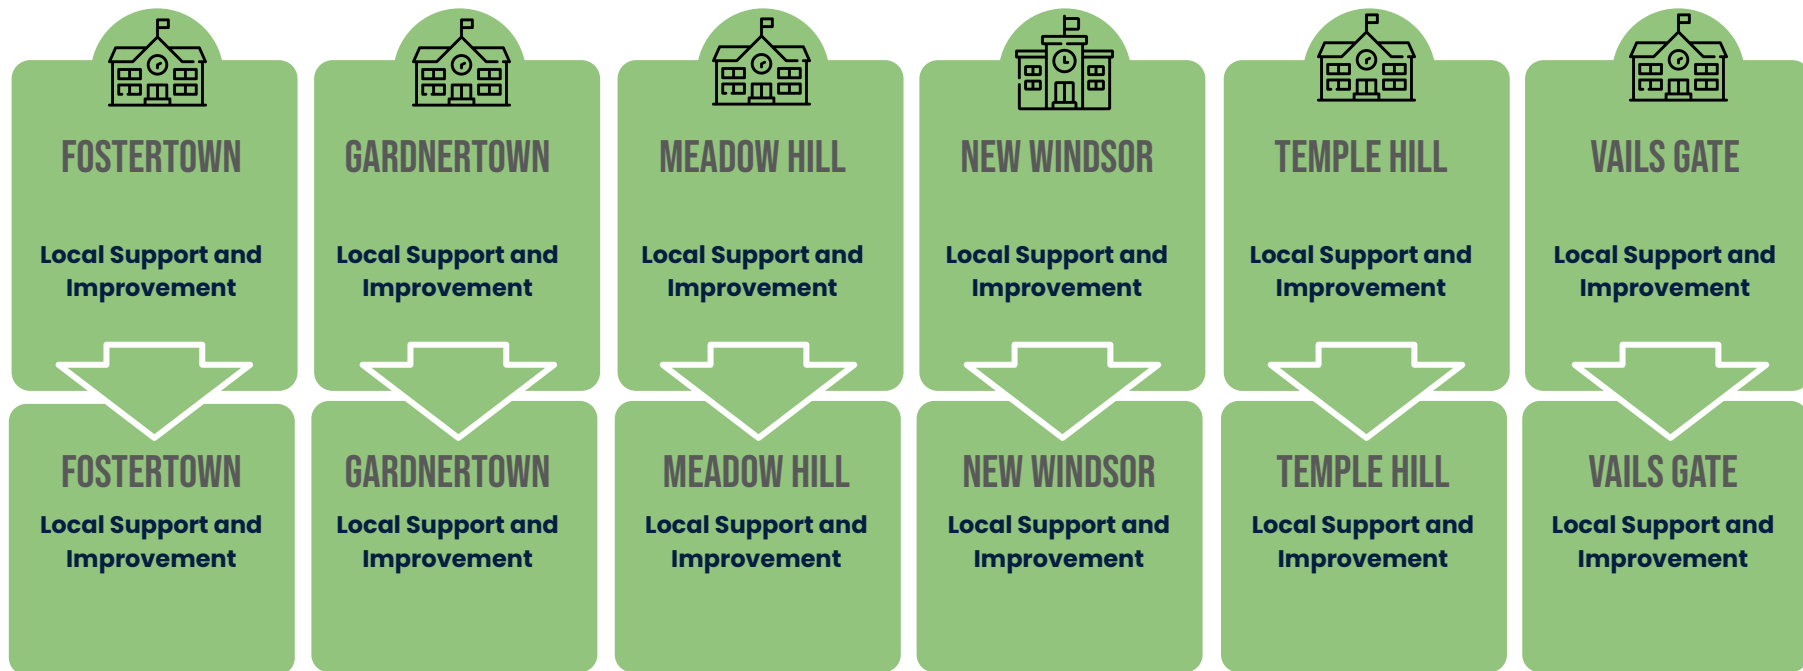 FOSTERTOWN
Local Support and
Improvement
GARDNERTOWN
Local Support and
Improvement
MEADOW HILL
Local Support and
Improvement
NEW WINDSOR
Local Support and
Improvement
TEMPLE HILL
Local Support and
Improvement
VAILS GATE
Local Support and
Improvement
FOSTERTOWN
Local Support and
Improvement
GARDNERTOWN
Local Support and
Improvement
MEADOW HILL
Local Support and
Improvement
NEW WINDSOR
Local Support and
Improvement
TEMPLE HILL
Local Support and
Improvement
VAILS GATE
Local Support and
Improvement